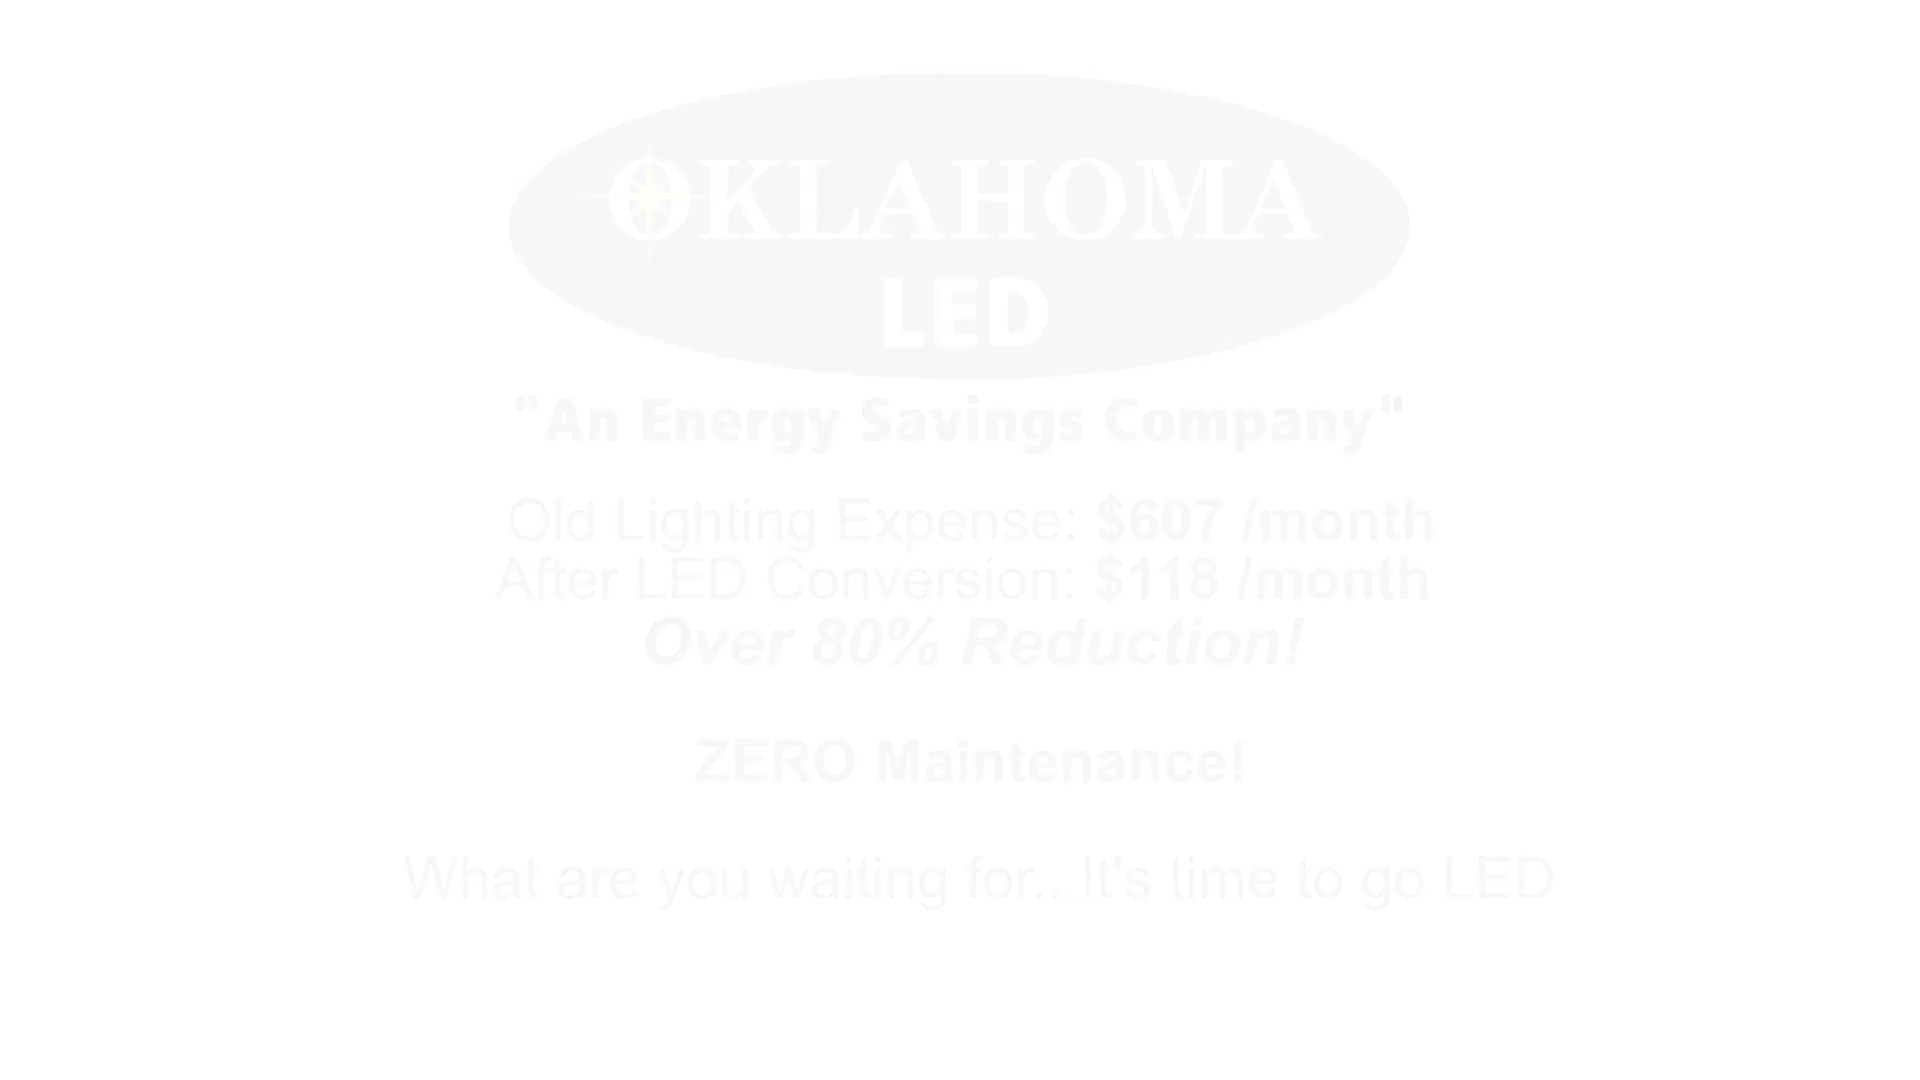 OKLAHOMA
LED
"An Energy Savings Company"
Old Lighting Expense: $607 /month
After LED Conversion: $118 /month
Over 80% Reduction!
ZERO Maintenance!
What are you waiting for...It's time to go LED